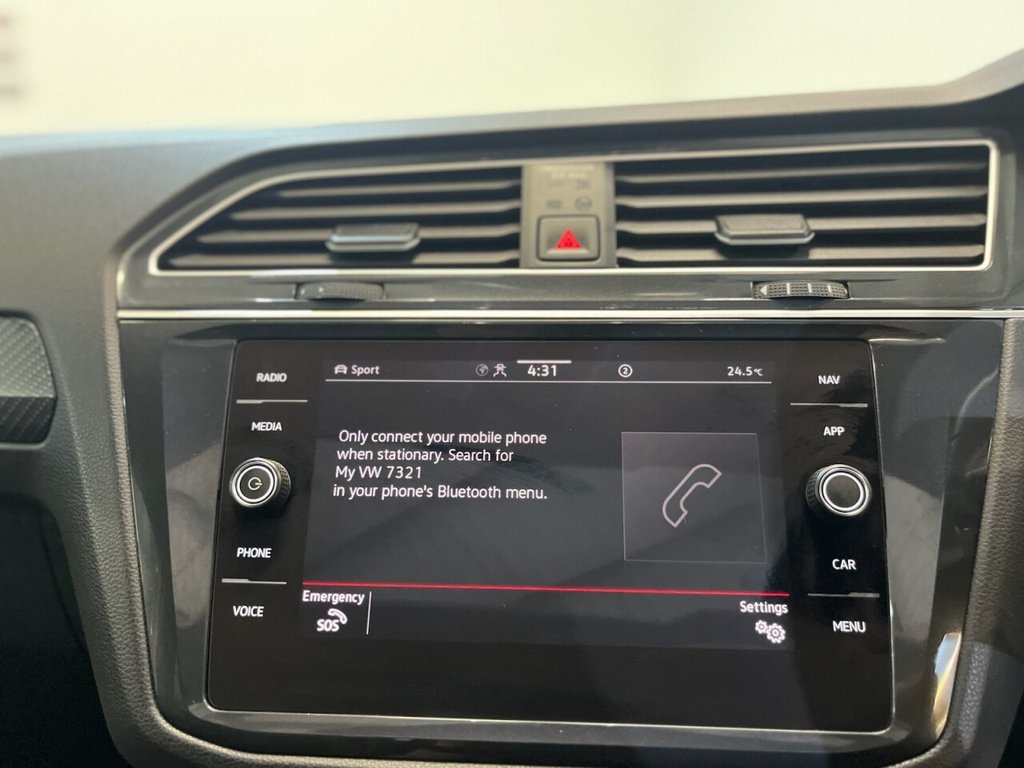 Sport
4:31
2
24.5°C
RADIO
MEDIA
PHONE
VOICE
Only connect your mobile phone
when stationary. Search for
My VW 7321
in your phone's Bluetooth menu.
Emergency
SOS
Settings
NAV
APP
CAR
MENU